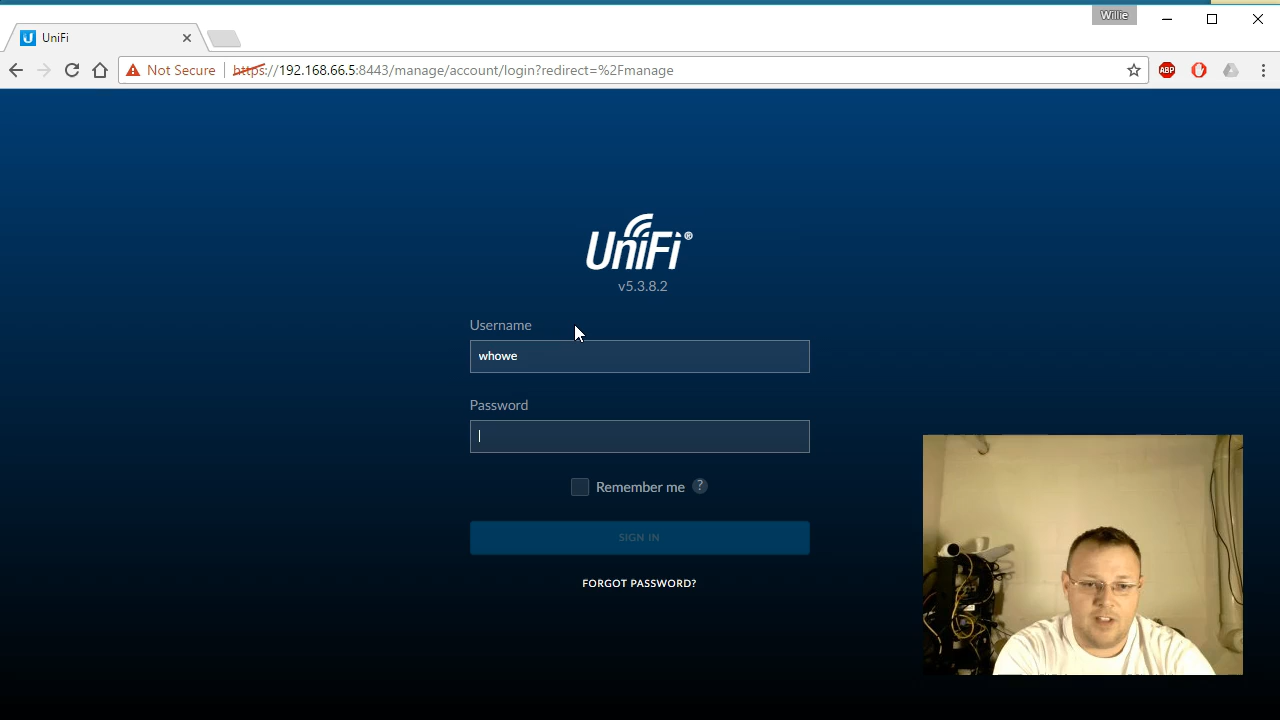 Willie
UniFi
Not Secure https://192.168.66.5:8443/manage/account/login?redirect=%2Fmanage
ABP
UniFi®
v5.3.8.2
Username
whowe
Password
Remember me ?
SIGN IN
FORGOT PASSWORD?